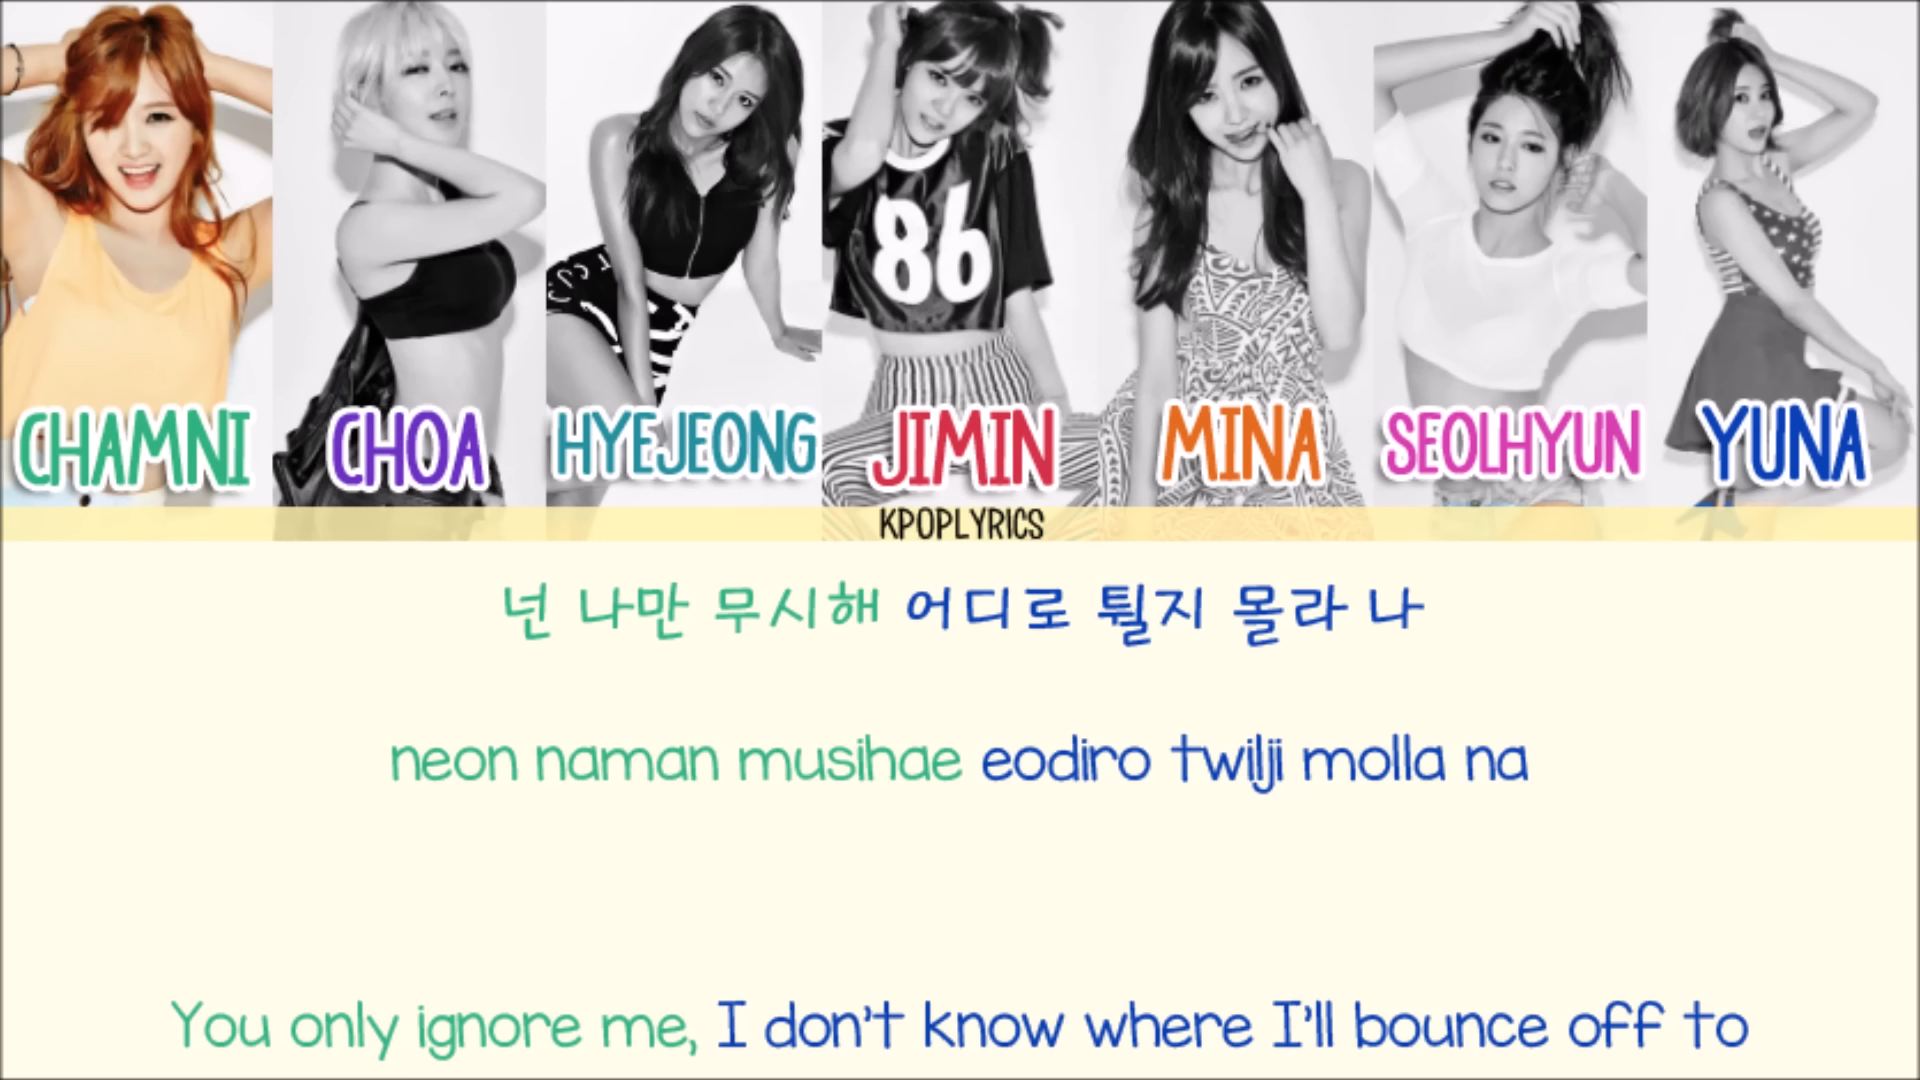 CHAMNI CHOA HYEJEONG JIMIN MINA SEOLHYUN YUNA
86
KPOPLYRICS
넌 나만 무시해 어디로 튈지 몰라 나
neon naman musihae eodiro twilji molla na
You only ignore me, I don't know where I'll bounce off to